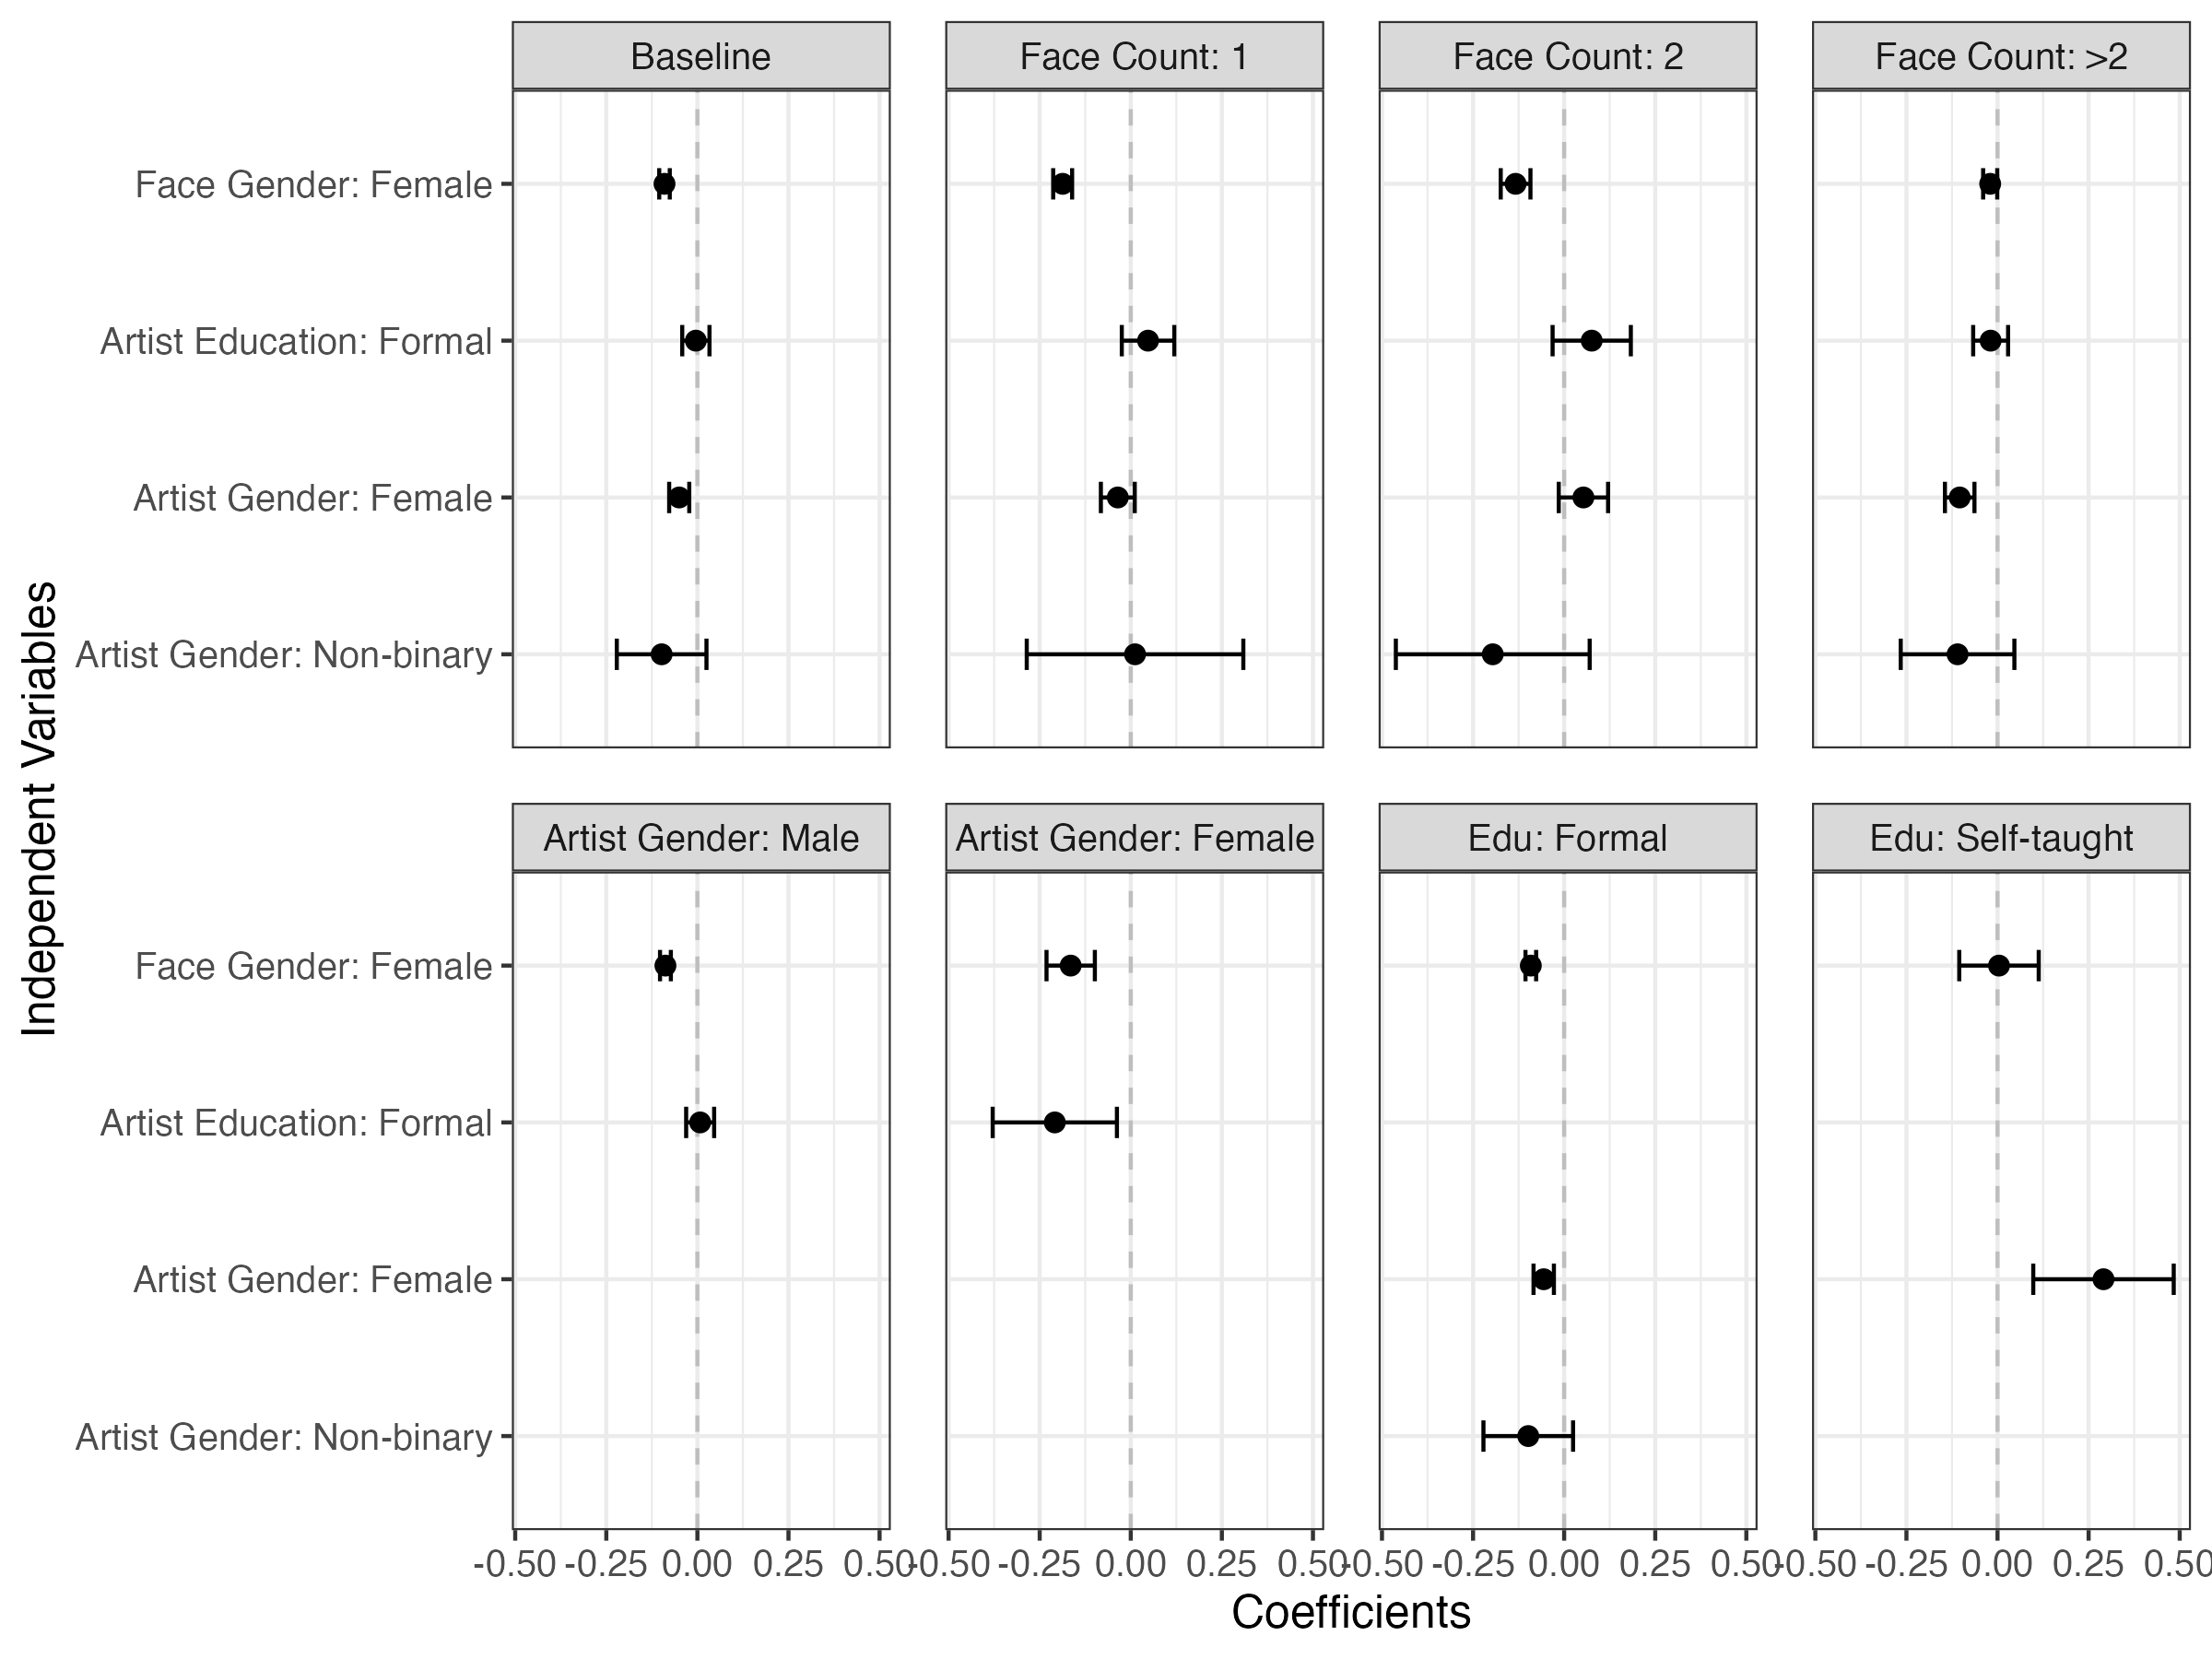 Baseline
Face Count: 1
Face Count: 2
Face Count: >2
Face Gender: Female
Artist Education: Formal
Artist Gender: Female
Artist Gender: Non-binary
Independent Variables
Artist Gender: Male
Artist Gender: Female
Edu: Formal
Edu: Self-taught
Face Gender: Female
Artist Education: Formal
Artist Gender: Female
Artist Gender: Non-binary
-0.50 -0.25 0.00 0.25 0.50 -0.50 -0.25 0.00 0.25 0.50 -0.50 -0.25 0.00 0.25 0.50 -0.50 -0.25 0.00 0.25 0.50
Coefficients